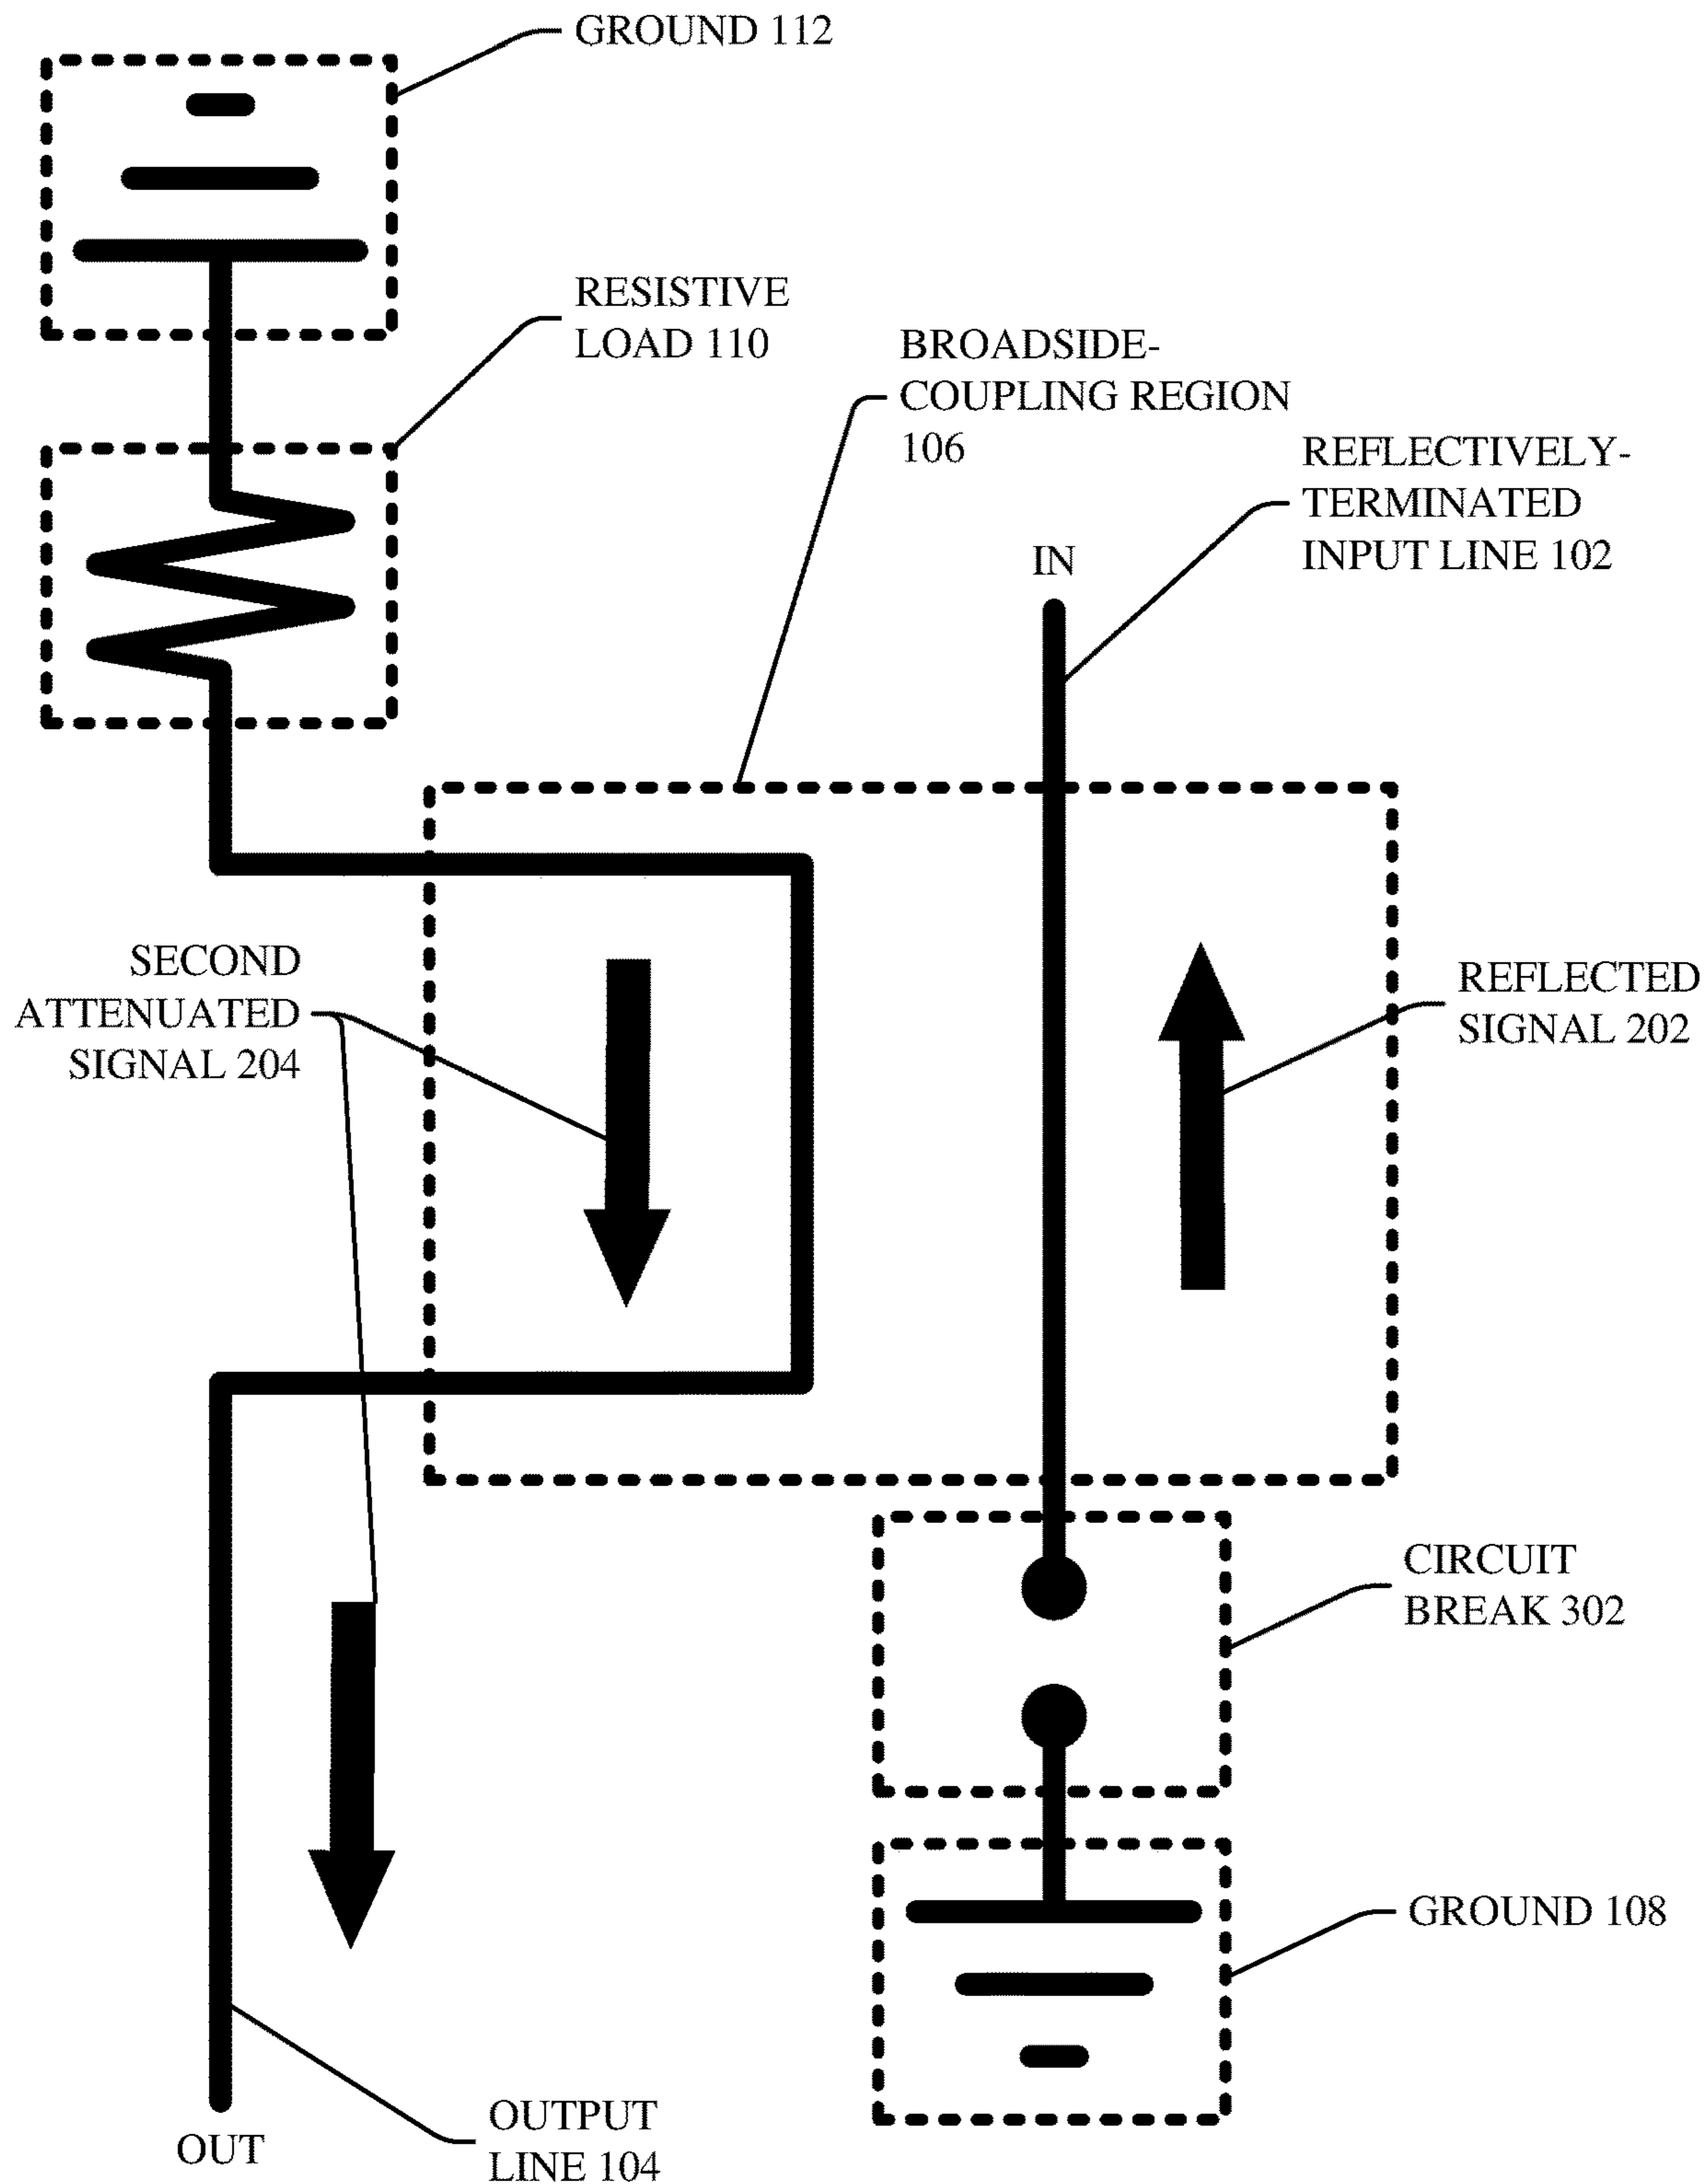 GROUND 112
RESISTIVE
LOAD 110
BROADSIDE-
COUPLING REGION
106
REFLECTIVELY-
TERMINATED
INPUT LINE 102
IN
SECOND
ATTENUATED
SIGNAL 204
REFLECTED
SIGNAL 202
CIRCUIT
BREAK 302
GROUND 108
OUTPUT
LINE 104
OUT